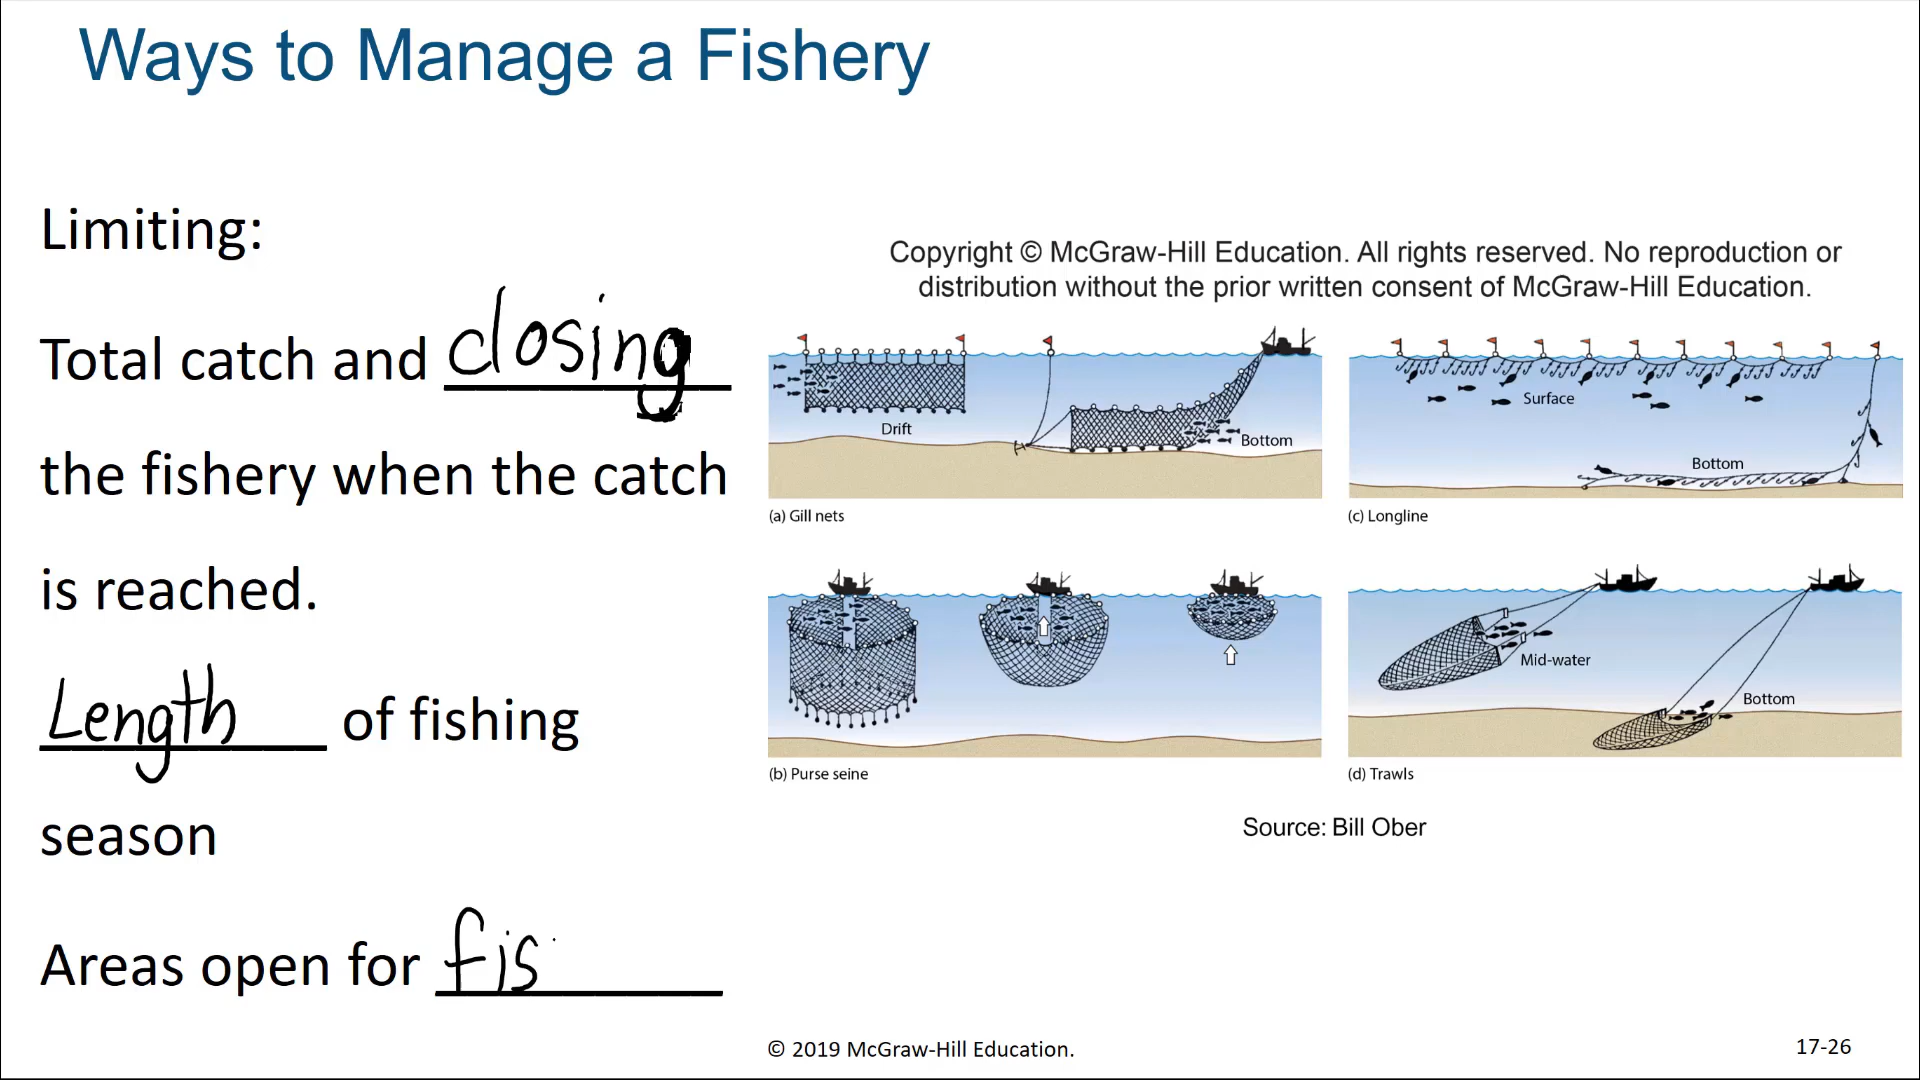 Ways to Manage a Fishery
Limiting:
Total catch and closing
the fishery when the catch
is reached.
Length of fishing
season
Areas open for fis
Copyright © McGraw-Hill Education. All rights reserved. No reproduction or
distribution without the prior written consent of McGraw-Hill Education.
Drift
Bottom
(a) Gill nets
Surface
Bottom
(c) Longline
(b) Purse seine
Mid-water
Bottom
(d) Trawls
Source: Bill Ober
© 2019 McGraw-Hill Education.
17-26